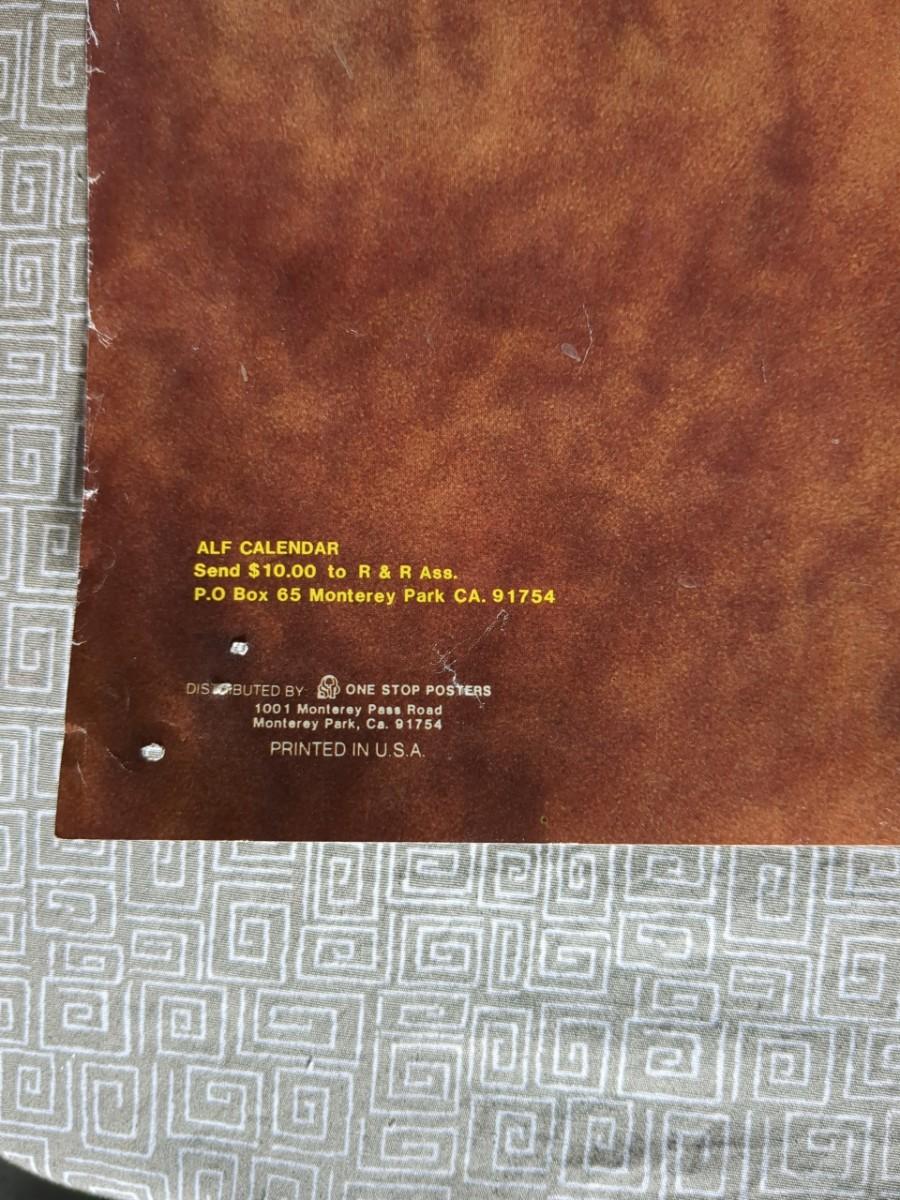 ALF CALENDAR
Send $10.00 to R & R Ass.
P.O Box 65 Monterey Park CA. 91754
DISTRIBUTED BY: ONE STOP POSTERS
1001 Monterey Pass Road
Monterey Park, Ca. 91754
PRINTED IN U.S.A.